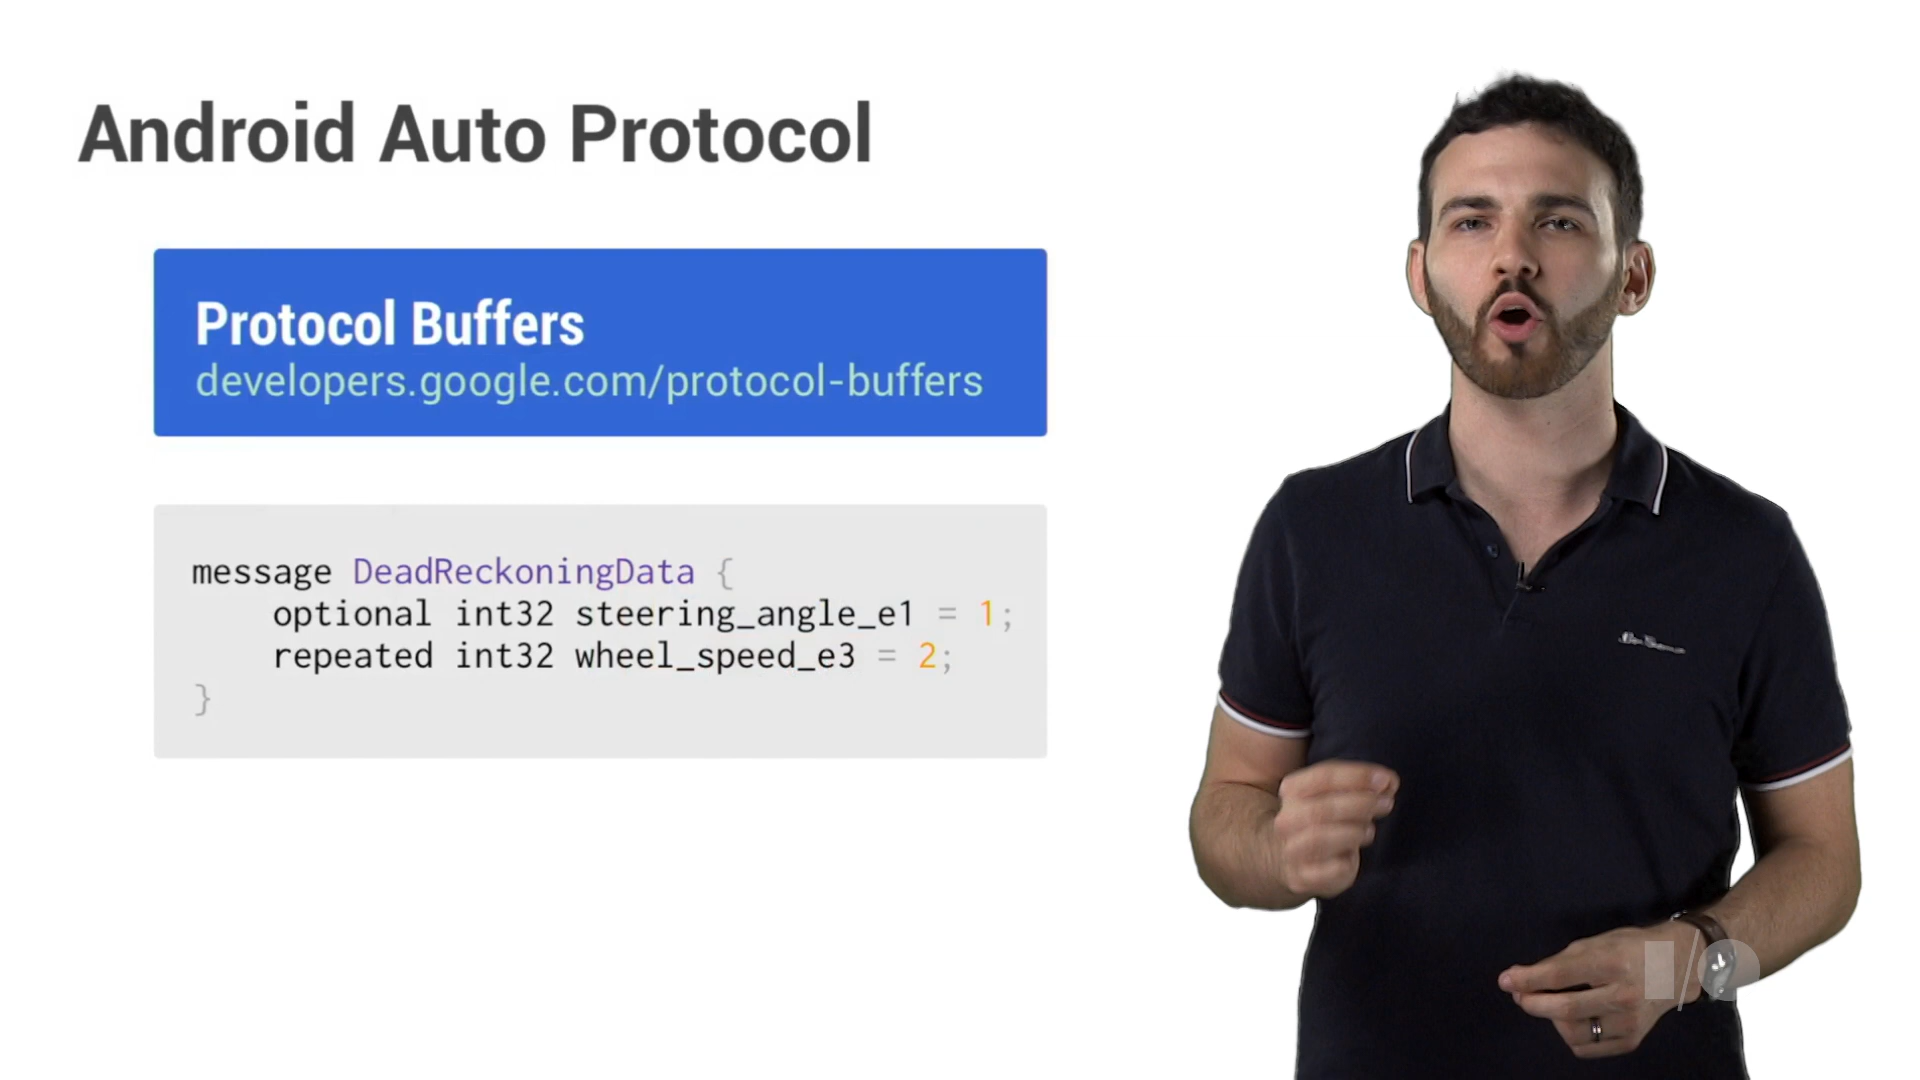 Android Auto Protocol
Protocol Buffers
developers.google.com/protocol-buffers
message DeadReckoningData {
    optional int32 steering_angle_e1 = 1;
    repeated int32 wheel_speed_e3 = 2;
}
I/O